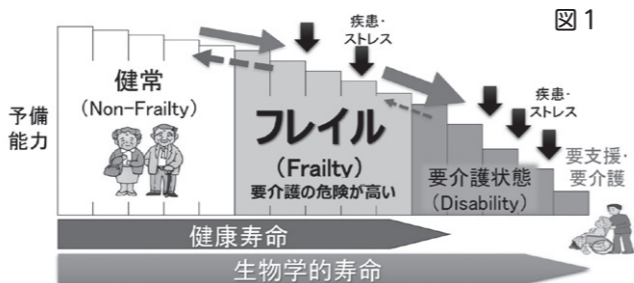 図1
疾患・
ストレス
健常
(Non-Frailty)
予備
能力
フレイル
(Frailty)
要介護の危険が高い
疾患・
ストレス
要介護状態
(Disability)
要支援・
要介護
健康寿命
生物学的寿命